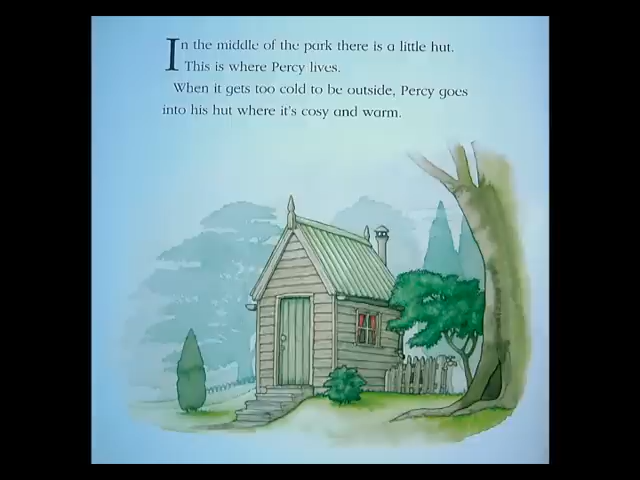 In the middle of the park there is a little hut.
This is where Percy lives.
When it gets too cold to be outside, Percy goes
into his hut where it's cosy and warm.